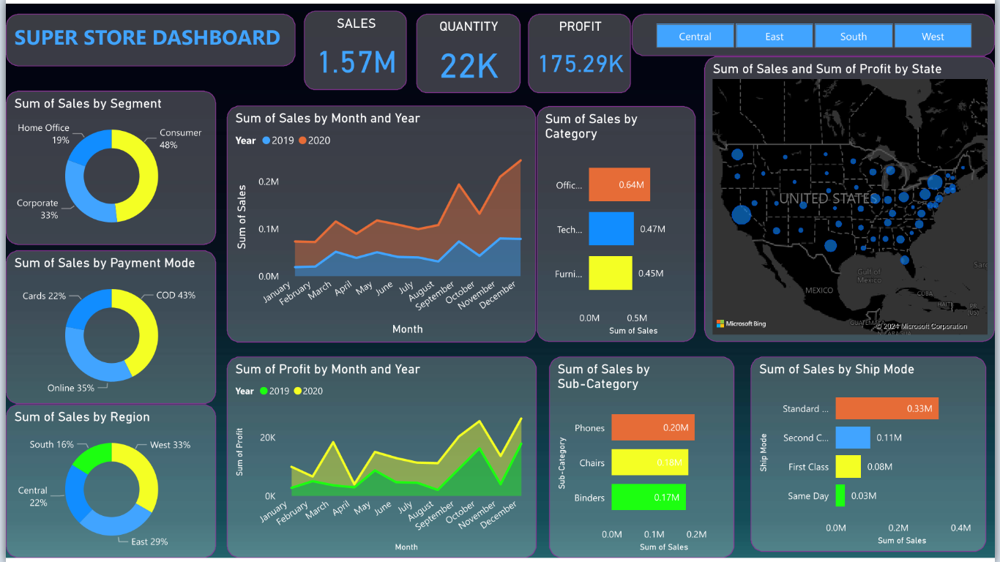 SUPER STORE DASHBOARD
SALES
1.57M
QUANTITY
22K
PROFIT
175.29K
Central
East
South
West
Sum of Sales by Segment
Home Office
19%
Consumer
48%
Corporate
33%
Sum of Sales by Payment Mode
Cards 22%
COD 43%
Online 35%
Sum of Sales by Region
South 16%
West 33%
Central
22%
East 29%
Sum of Sales by Month and Year
Year 2019 2020
Sum of Sales
0.2M
0.1M
0.0M
January
February
March
April
May
June
July
August
September
October
November
December
Month
Sum of Sales by
Category
Offic...
0.64M
Tech...
0.47M
Furni...
0.45M
0.0M
0.5M
Sum of Sales
Sum of Sales and Sum of Profit by State
UNITED STATES
Gulf of
Mexico
MEXICO
CUBA
HAITI
PR
(US)
GUATEMALA
NICARAGUA
Sarg
Microsoft Bing
© 2024 Microsoft Corporation
Sum of Profit by Month and Year
Year 2019 2020
Sum of Profit
20K
0K
January
February
March
April
May
June
July
August
September
October
November
December
Month
Sum of Sales by
Sub-Category
Sub-Category
Phones
0.20M
Chairs
0.18M
Binders
0.17M
0.0M
0.1M
0.2M
Sum of Sales
Sum of Sales by Ship Mode
Ship Mode
Standard ...
0.33M
Second C...
0.11M
First Class
0.08M
Same Day
0.03M
0.0M
0.2M
0.4M
Sum of Sales